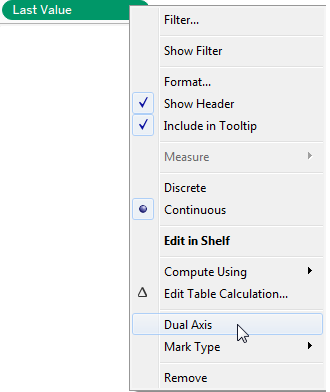 Last Value
Filter...
Show Filter
Format...
Show Header
Include in Tooltip
Measure
Discrete
Continuous
Edit in Shelf
Compute Using
Edit Table Calculation...
Dual Axis
Mark Type
Remove